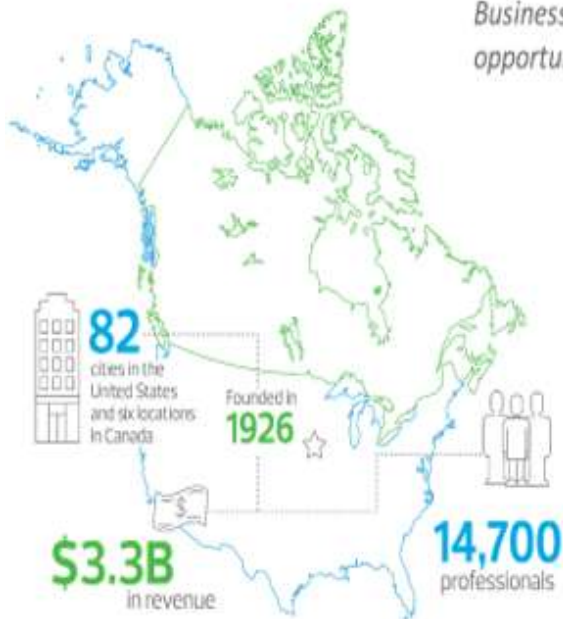 Business
opportu
82
cities in the
United States
and six locations
in Canada
Founded in
1926
$3.3B
in revenue
14,700
professionals